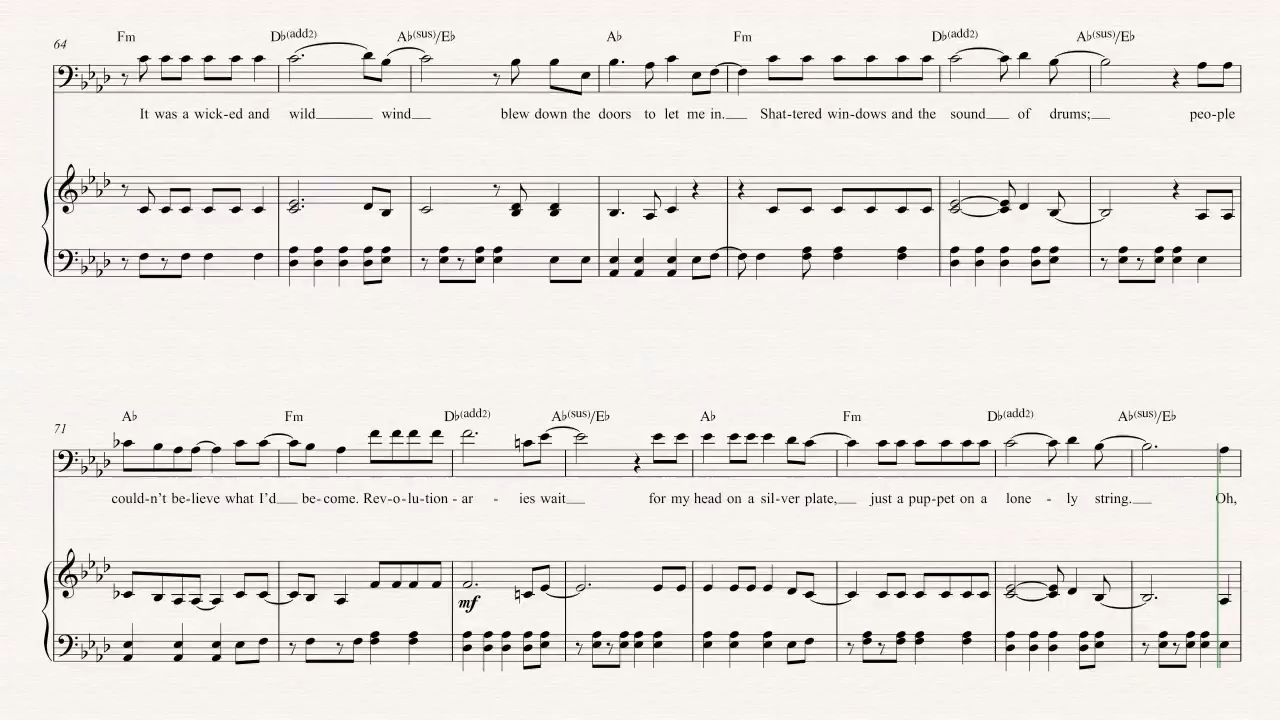 64 Fm D♭(add2) A♭(sus)/E♭ A♭ Fm D♭(add2) A♭(sus)/E♭
It was a wick-ed and wild wind blew down the doors to let me in. Shat-tered win-dows and the sound of drums; peo-ple
71 A♭ Fm D♭(add2) A♭(sus)/E♭ A♭ Fm D♭(add2) A♭(sus)/E♭
could-n't be-lieve what I'd be-come. Rev-o-lu-tion-ar - ies wait for my head on a sil-ver plate, just a pup-pet on a lone - ly string. Oh,
mf